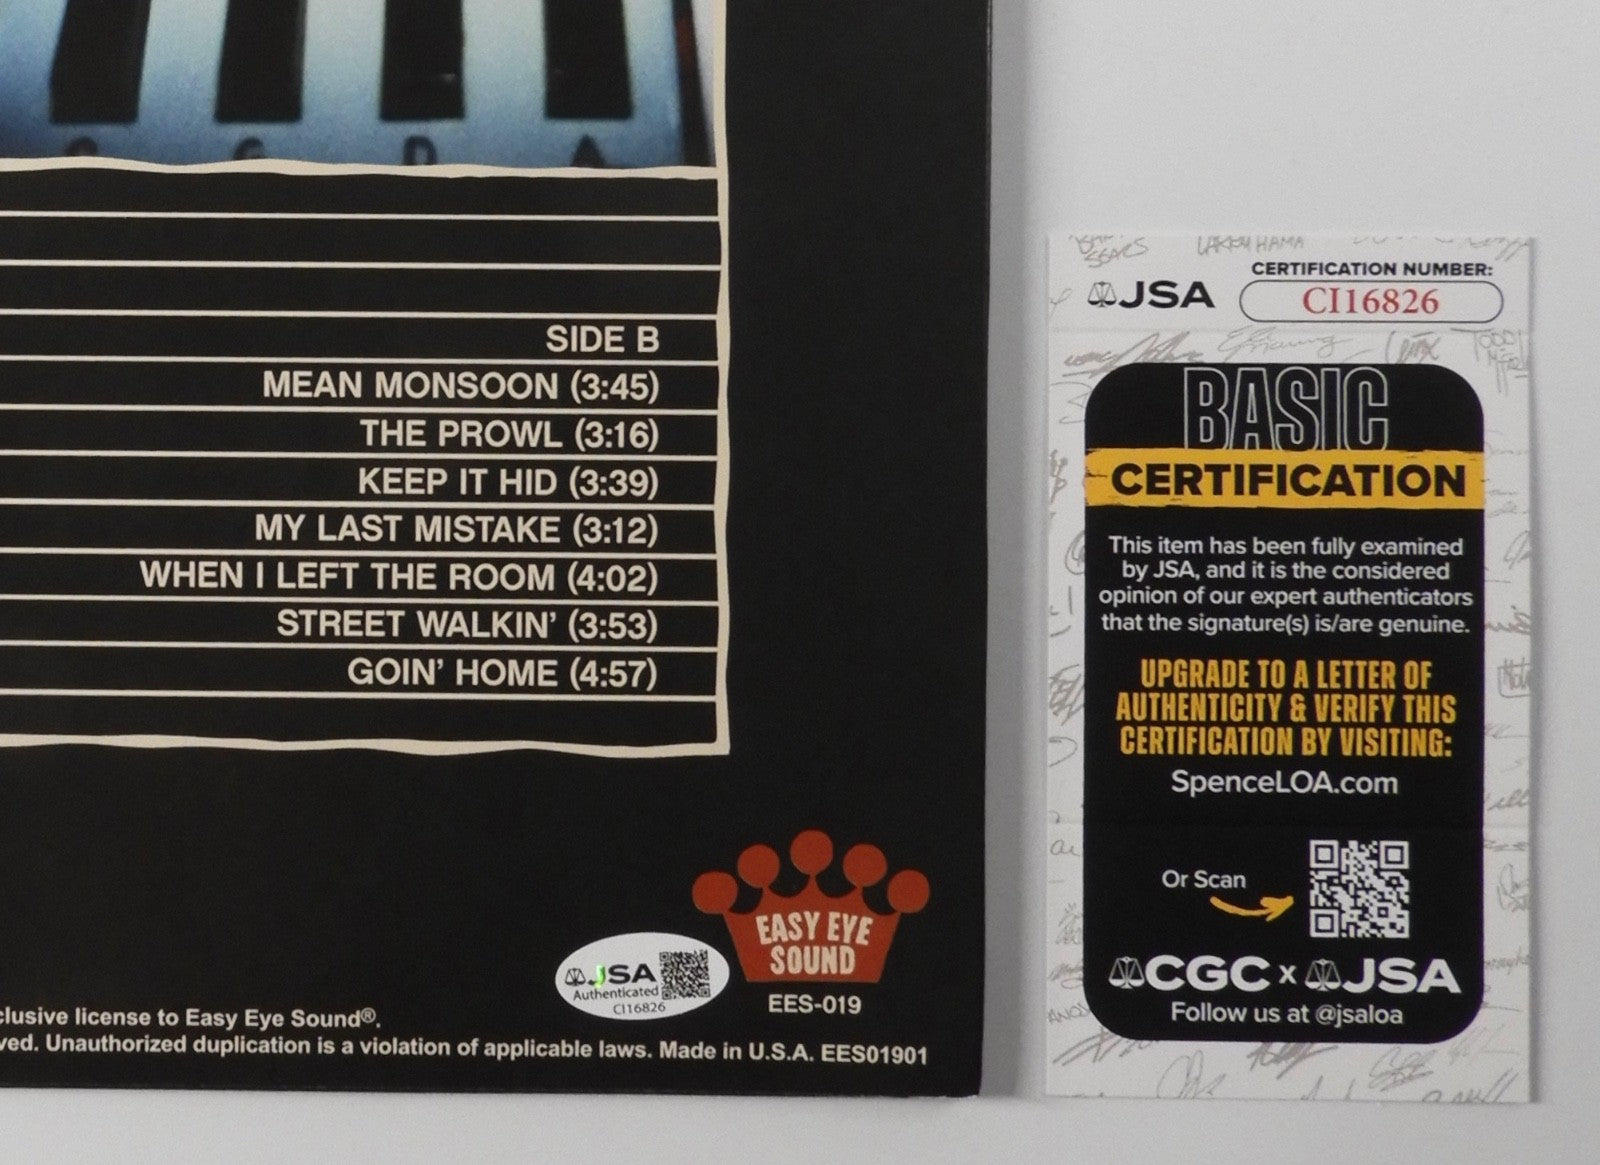 G D A
SIDE B
MEAN MONSOON (3:45)
THE PROWL (3:16)
KEEP IT HID (3:39)
MY LAST MISTAKE (3:12)
WHEN I LEFT THE ROOM (4:02)
STREET WALKIN' (3:53)
GOIN' HOME (4:57)
EASY EYE
SOUND
EES-019
JSA
Authenticated
CI16826
clusive license to Easy Eye Sound®.
ved. Unauthorized duplication is a violation of applicable laws. Made in U.S.A. EES01901
LARRY HAMA
CERTIFICATION NUMBER:
JSA
CI16826
BASIC
CERTIFICATION
This item has been fully examined
by JSA, and it is the considered
opinion of our expert authenticators
that the signature(s) is/are genuine.
UPGRADE TO A LETTER OF
AUTHENTICITY & VERIFY THIS
CERTIFICATION BY VISITING:
SpenceLOA.com
Or Scan
CGC x JSA
Follow us at @jsaloa